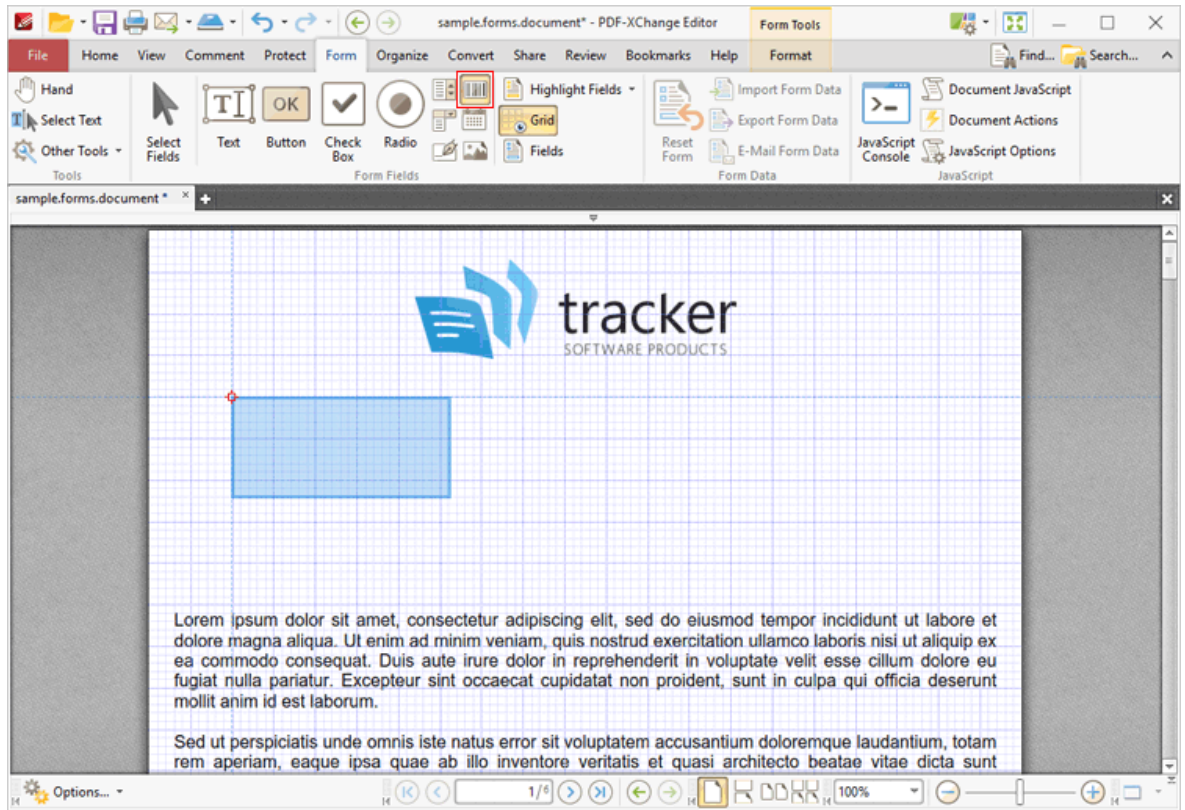 sample.forms.document* - PDF-XChange Editor
Form Tools
File Home View Comment Protect Form Organize Convert Share Review Bookmarks Help Format Find... Search...
Hand
Select Text
Other Tools
Tools
Select Fields
T
Text
OK
Button
Check Box
Radio
Form Fields
Highlight Fields
Grid
Fields
Reset Form
Import Form Data
Export Form Data
E-Mail Form Data
Form Data
JavaScript Console
Document JavaScript
Document Actions
JavaScript Options
JavaScript
sample.forms.document *
tracker
SOFTWARE PRODUCTS
Lorem ipsum dolor sit amet, consectetur adipiscing elit, sed do eiusmod tempor incididunt ut labore et
dolore magna aliqua. Ut enim ad minim veniam, quis nostrud exercitation ullamco laboris nisi ut aliquip ex
ea commodo consequat. Duis aute irure dolor in reprehenderit in voluptate velit esse cillum dolore eu
fugiat nulla pariatur. Excepteur sint occaecat cupidatat non proident, sunt in culpa qui officia deserunt
mollit anim id est laborum.
Sed ut perspiciatis unde omnis iste natus error sit voluptatem accusantium doloremque laudantium, totam
rem aperiam, eaque ipsa quae ab illo inventore veritatis et quasi architecto beatae vitae dicta sunt
Options...
1/6
100%